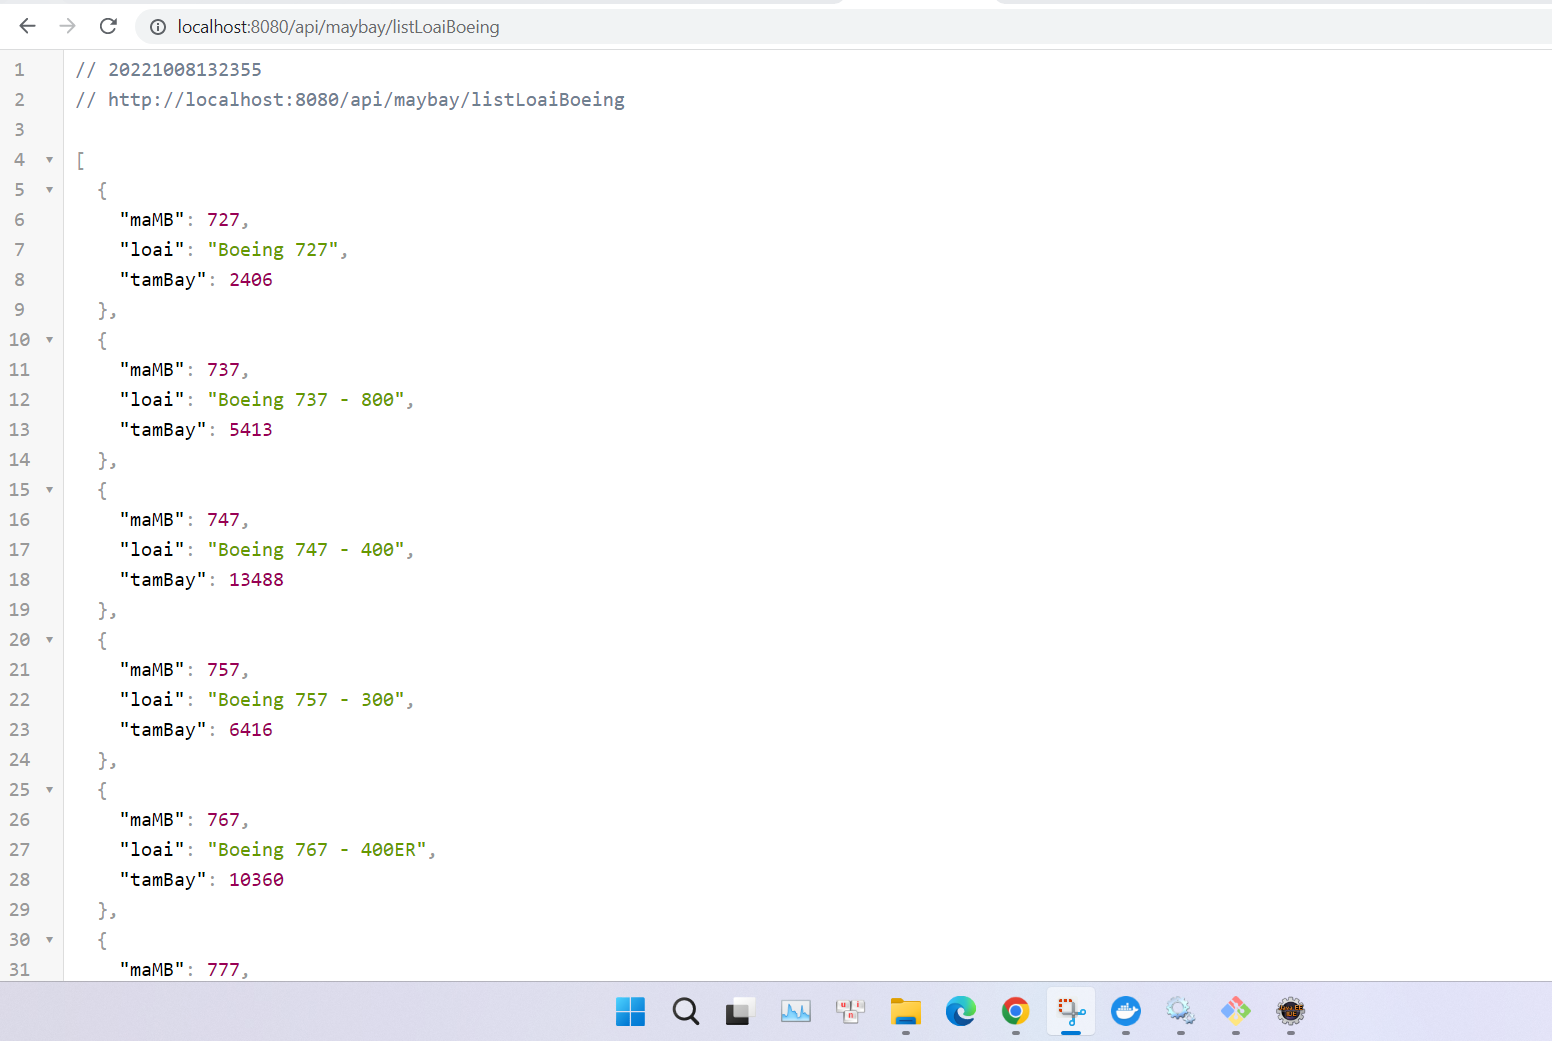 localhost:8080/api/maybay/listLoaiBoeing
1 // 20221008132355
2 // http://localhost:8080/api/maybay/listLoaiBoeing
3
4 [
5 {
6 "maMB": 727,
7 "loai": "Boeing 727",
8 "tamBay": 2406
9 },
10 {
11 "maMB": 737,
12 "loai": "Boeing 737 - 800",
13 "tamBay": 5413
14 },
15 {
16 "maMB": 747,
17 "loai": "Boeing 747 - 400",
18 "tamBay": 13488
19 },
20 {
21 "maMB": 757,
22 "loai": "Boeing 757 - 300",
23 "tamBay": 6416
24 },
25 {
26 "maMB": 767,
27 "loai": "Boeing 767 - 400ER",
28 "tamBay": 10360
29 },
30 {
31 "maMB": 777,